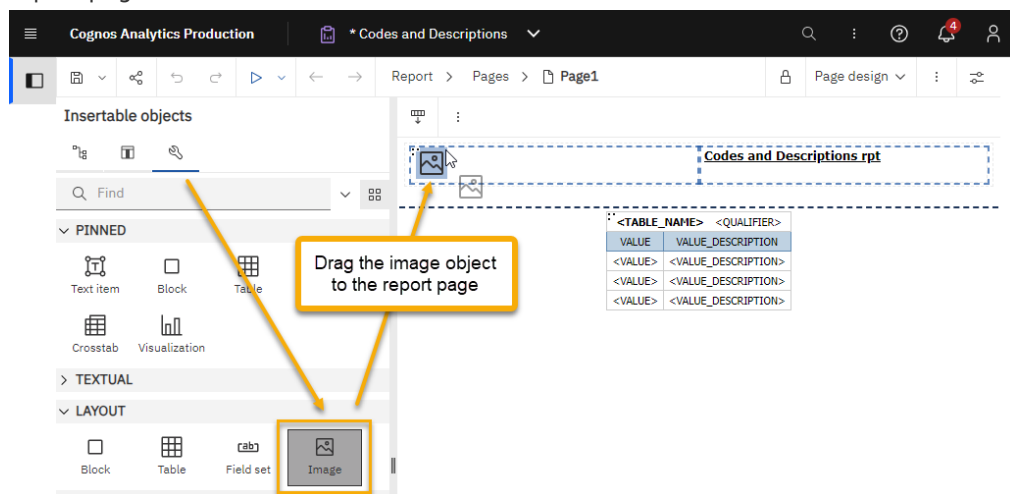 Cognos Analytics Production
* Codes and Descriptions
4
Report > Pages > Page1
Page design
Insertable objects
Find
PINNED
Text item
Block
Table
Crosstab
Visualization
TEXTUAL
LAYOUT
Block
Table
Field set
Image
Drag the image object
to the report page
Codes and Descriptions rpt
<TABLE_NAME> <QUALIFIER>
VALUE VALUE_DESCRIPTION
<VALUE> <VALUE_DESCRIPTION>
<VALUE> <VALUE_DESCRIPTION>
<VALUE> <VALUE_DESCRIPTION>